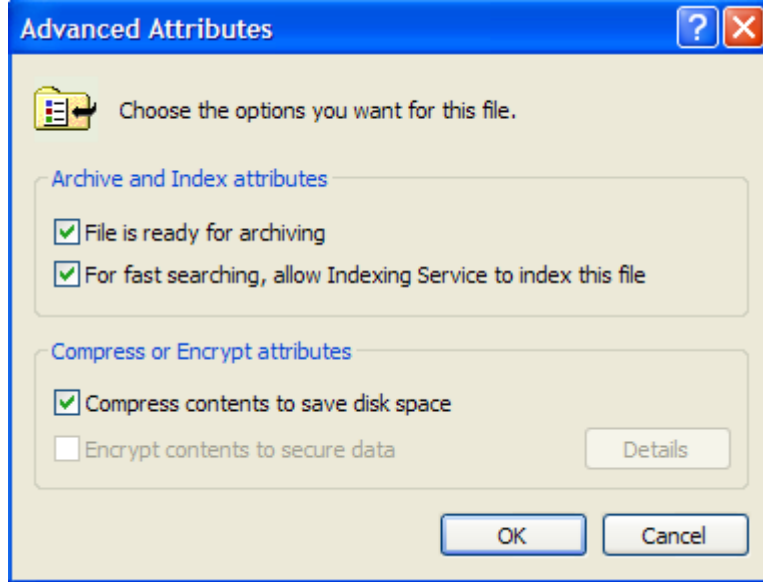 Advanced Attributes
?
Choose the options you want for this file.
Archive and Index attributes
File is ready for archiving
For fast searching, allow Indexing Service to index this file
Compress or Encrypt attributes
Compress contents to save disk space
Encrypt contents to secure data
Details
OK
Cancel